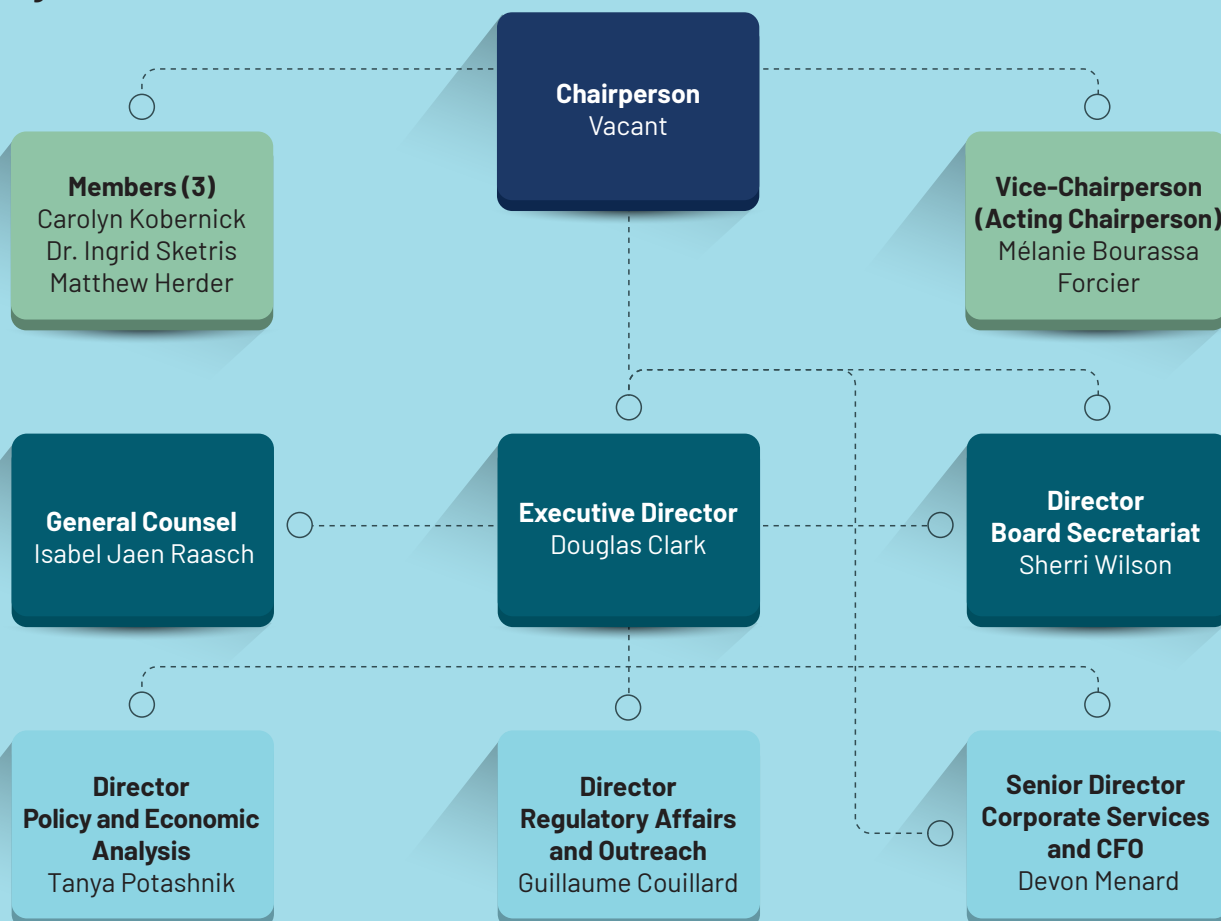 Chairperson
Vacant
Members (3)
Carolyn Kobernick
Dr. Ingrid Sketris
Matthew Herder
Vice-Chairperson
(Acting Chairperson)
Mélanie Bourassa
Forcier
General Counsel
Isabel Jaen Raasch
Executive Director
Douglas Clark
Director
Board Secretariat
Sherri Wilson
Director
Policy and Economic
Analysis
Tanya Potashnik
Director
Regulatory Affairs
and Outreach
Guillaume Couillard
Senior Director
Corporate Services
and CFO
Devon Menard